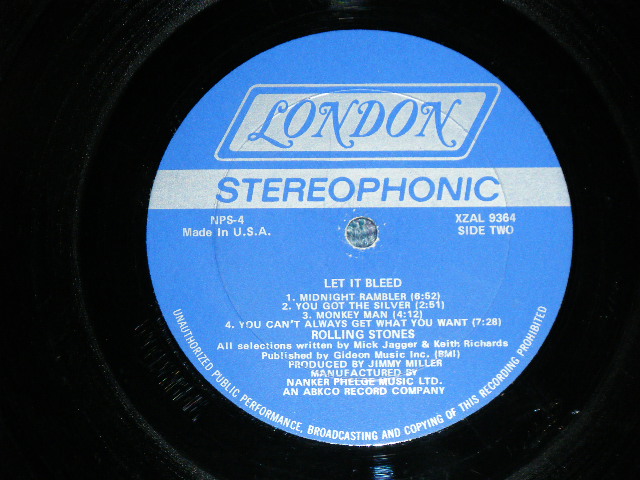 LONDON
STEREOPHONIC
NPS-4
Made In U.S.A.
XZAL 9364
SIDE TWO
LET IT BLEED
1. MIDNIGHT RAMBLER (6:52)
2. YOU GOT THE SILVER (2:51)
3. MONKEY MAN (4:12)
4. YOU CAN'T ALWAYS GET WHAT YOU WANT (7:28)
ROLLING STONES
All selections written by Mick Jagger & Keith Richards
Published by Gideon Music Inc. (BMI)
PRODUCED BY JIMMY MILLER
MANUFACTURED BY
NANKER PHELGE MUSIC LTD.
AN ABKCO RECORD COMPANY
UNAUTHORIZED PUBLIC PERFORMANCE, BROADCASTING AND COPYING OF THIS RECORDING PROHIBITED